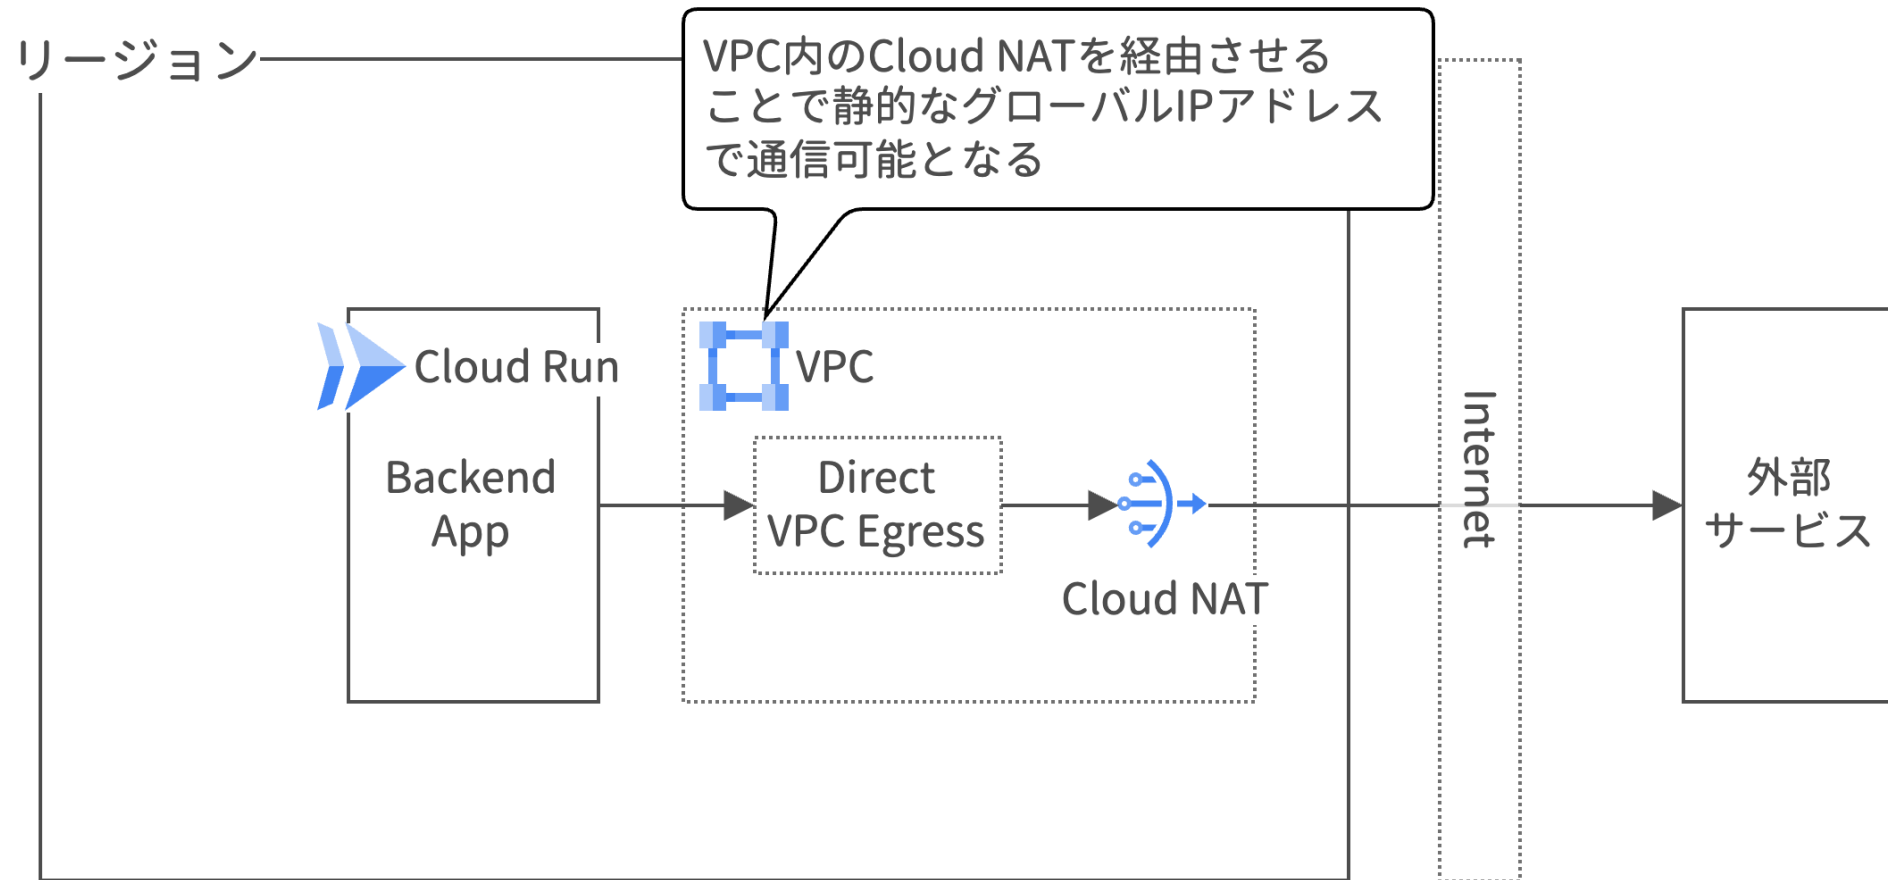 リージョン
VPC内のCloud NATを経由させる
ことで静的なグローバルIPアドレス
で通信可能となる
Cloud Run
Backend
App
VPC
Direct
VPC Egress
Cloud NAT
Internet
外部
サービス